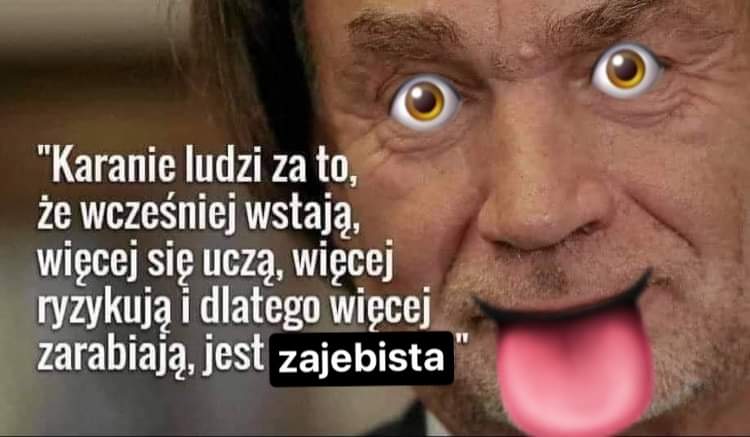 "Karanie ludzi za to,
że wcześniej wstają,
więcej się uczą, więcej
ryzykują i dlatego więcej
zarabiają, jest zajebista "